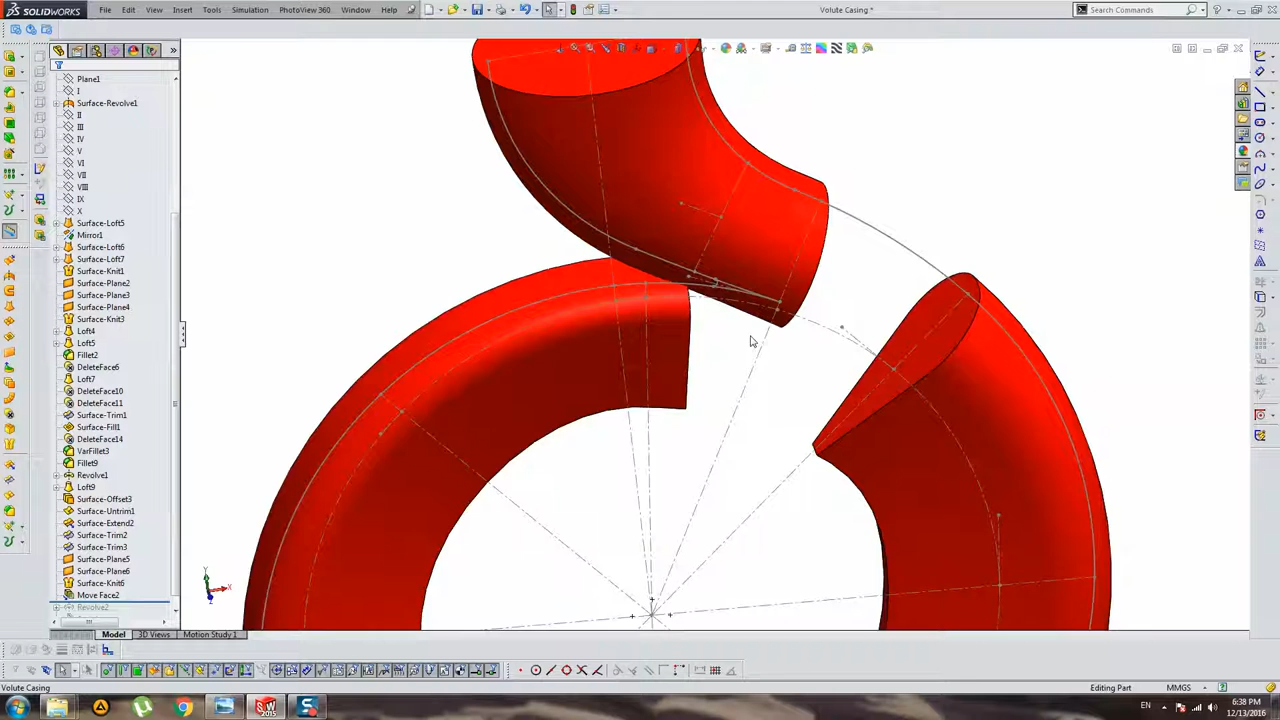 SOLIDWORKS File Edit View Insert Tools Simulation PhotoView 360 Window Help Volute Casing * Search Commands
Plane1
I
Surface-Revolve1
II
III
IV
V
VI
VII
VIII
IX
X
Surface-Loft5
Mirror1
Surface-Loft6
Surface-Loft7
Surface-Knit1
Surface-Plane2
Surface-Plane3
Surface-Plane4
Surface-Knit3
Loft4
Loft5
Fillet2
DeleteFace6
Loft7
DeleteFace10
DeleteFace11
Surface-Trim1
Surface-Fill1
DeleteFace14
VarFillet3
Fillet9
Revolve1
Loft9
Surface-Offset3
Surface-Untrim1
Surface-Extend2
Surface-Trim2
Surface-Trim3
Surface-Plane5
Surface-Plane6
Surface-Knit6
Move Face2
Revolve2
Y
X
Z
Model 3D Views Motion Study 1
Volute Casing Editing Part MMGS
EN 6:38 PM
12/13/2016